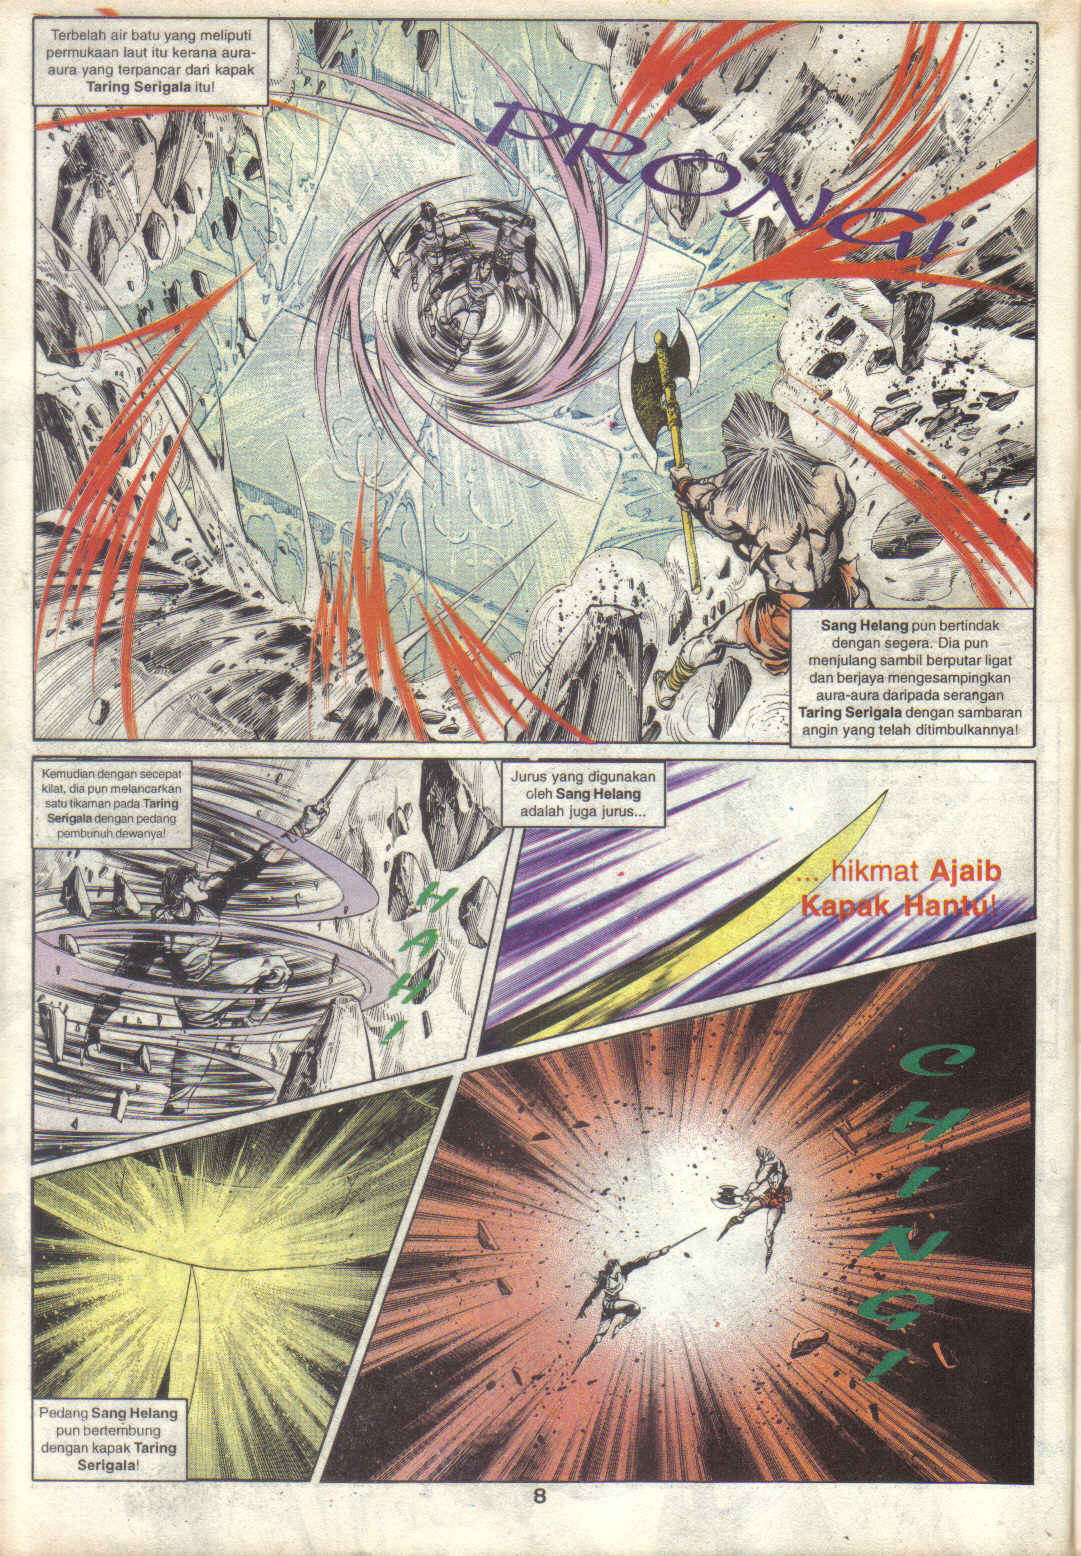 Terbelah air batu yang meliputi
permukaan laut itu kerana aura-
aura yang terpancar dari kapak
Taring Serigala itu!
PRONG!
Sang Helang pun bertindak
dengan segera. Dia pun
menjulang sambil berputar ligat
dan berjaya mengesampingkan
aura-aura daripada serangan
Taring Serigala dengan sambaran
angin yang telah ditimbulkannya!
Kemudian dengan secepat
kilat, dia pun melancarkan
satu tikaman pada Taring
Serigala dengan pedang
pembunuh dewanya!
HAH!
Jurus yang digunakan
oleh Sang Helang
adalah juga jurus...
... hikmat Ajaib
Kapak Hantu!
Pedang Sang Helang
pun bertembung
dengan kapak Taring
Serigala!
CHING!
8